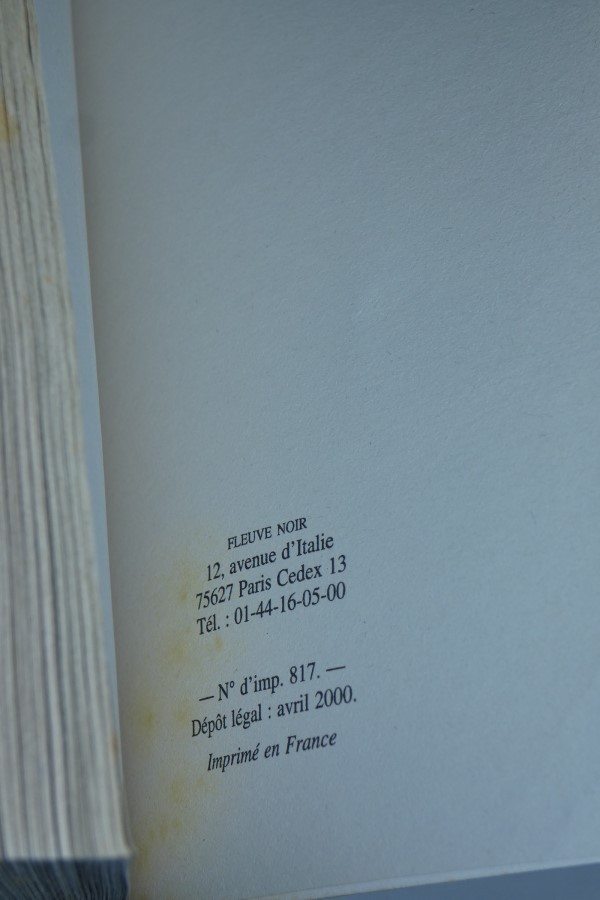 FLEUVE NOIR
12, avenue d'Italie
75627 Paris Cedex 13
Tél. : 01-44-16-05-00
— N° d'imp. 817. —
Dépôt légal : avril 2000.
Imprimé en France